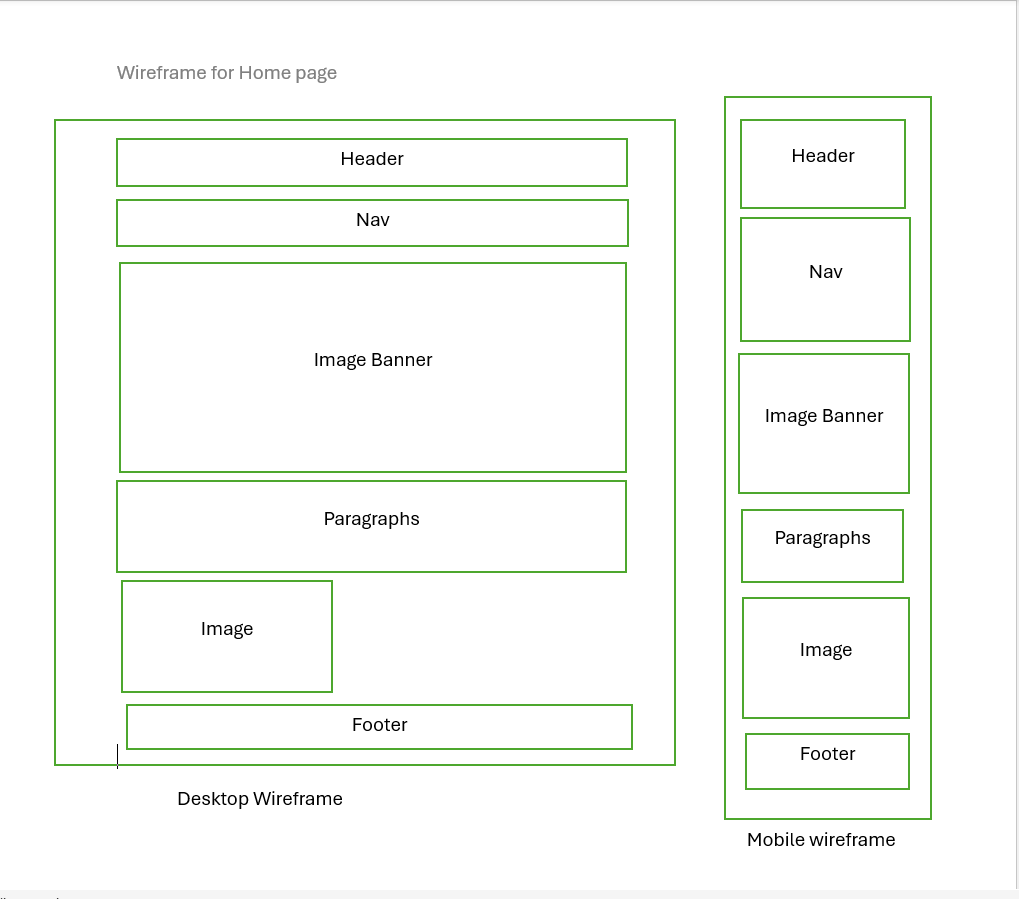 Wireframe for Home page
Header
Nav
Image Banner
Paragraphs
Image
Footer
Desktop Wireframe
Header
Nav
Image Banner
Paragraphs
Image
Footer
Mobile wireframe